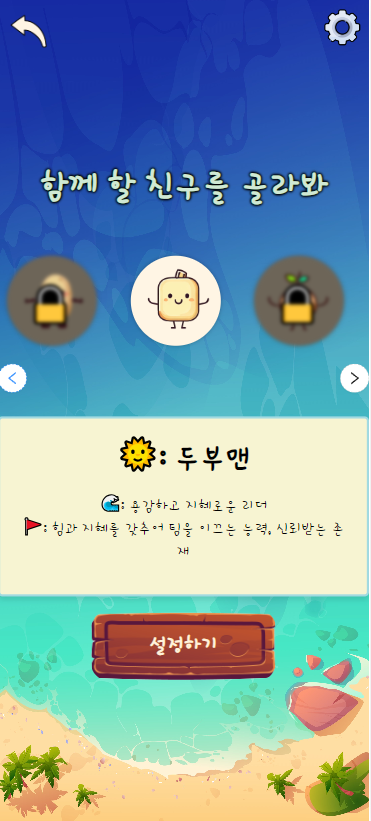 함께 할 친구를 골라봐
: 두부맨
: 용감하고 지혜로운 리더
: 힘과 지혜를 갖추어 팀을 이끄는 능력, 신뢰받는 존
재
설정하기